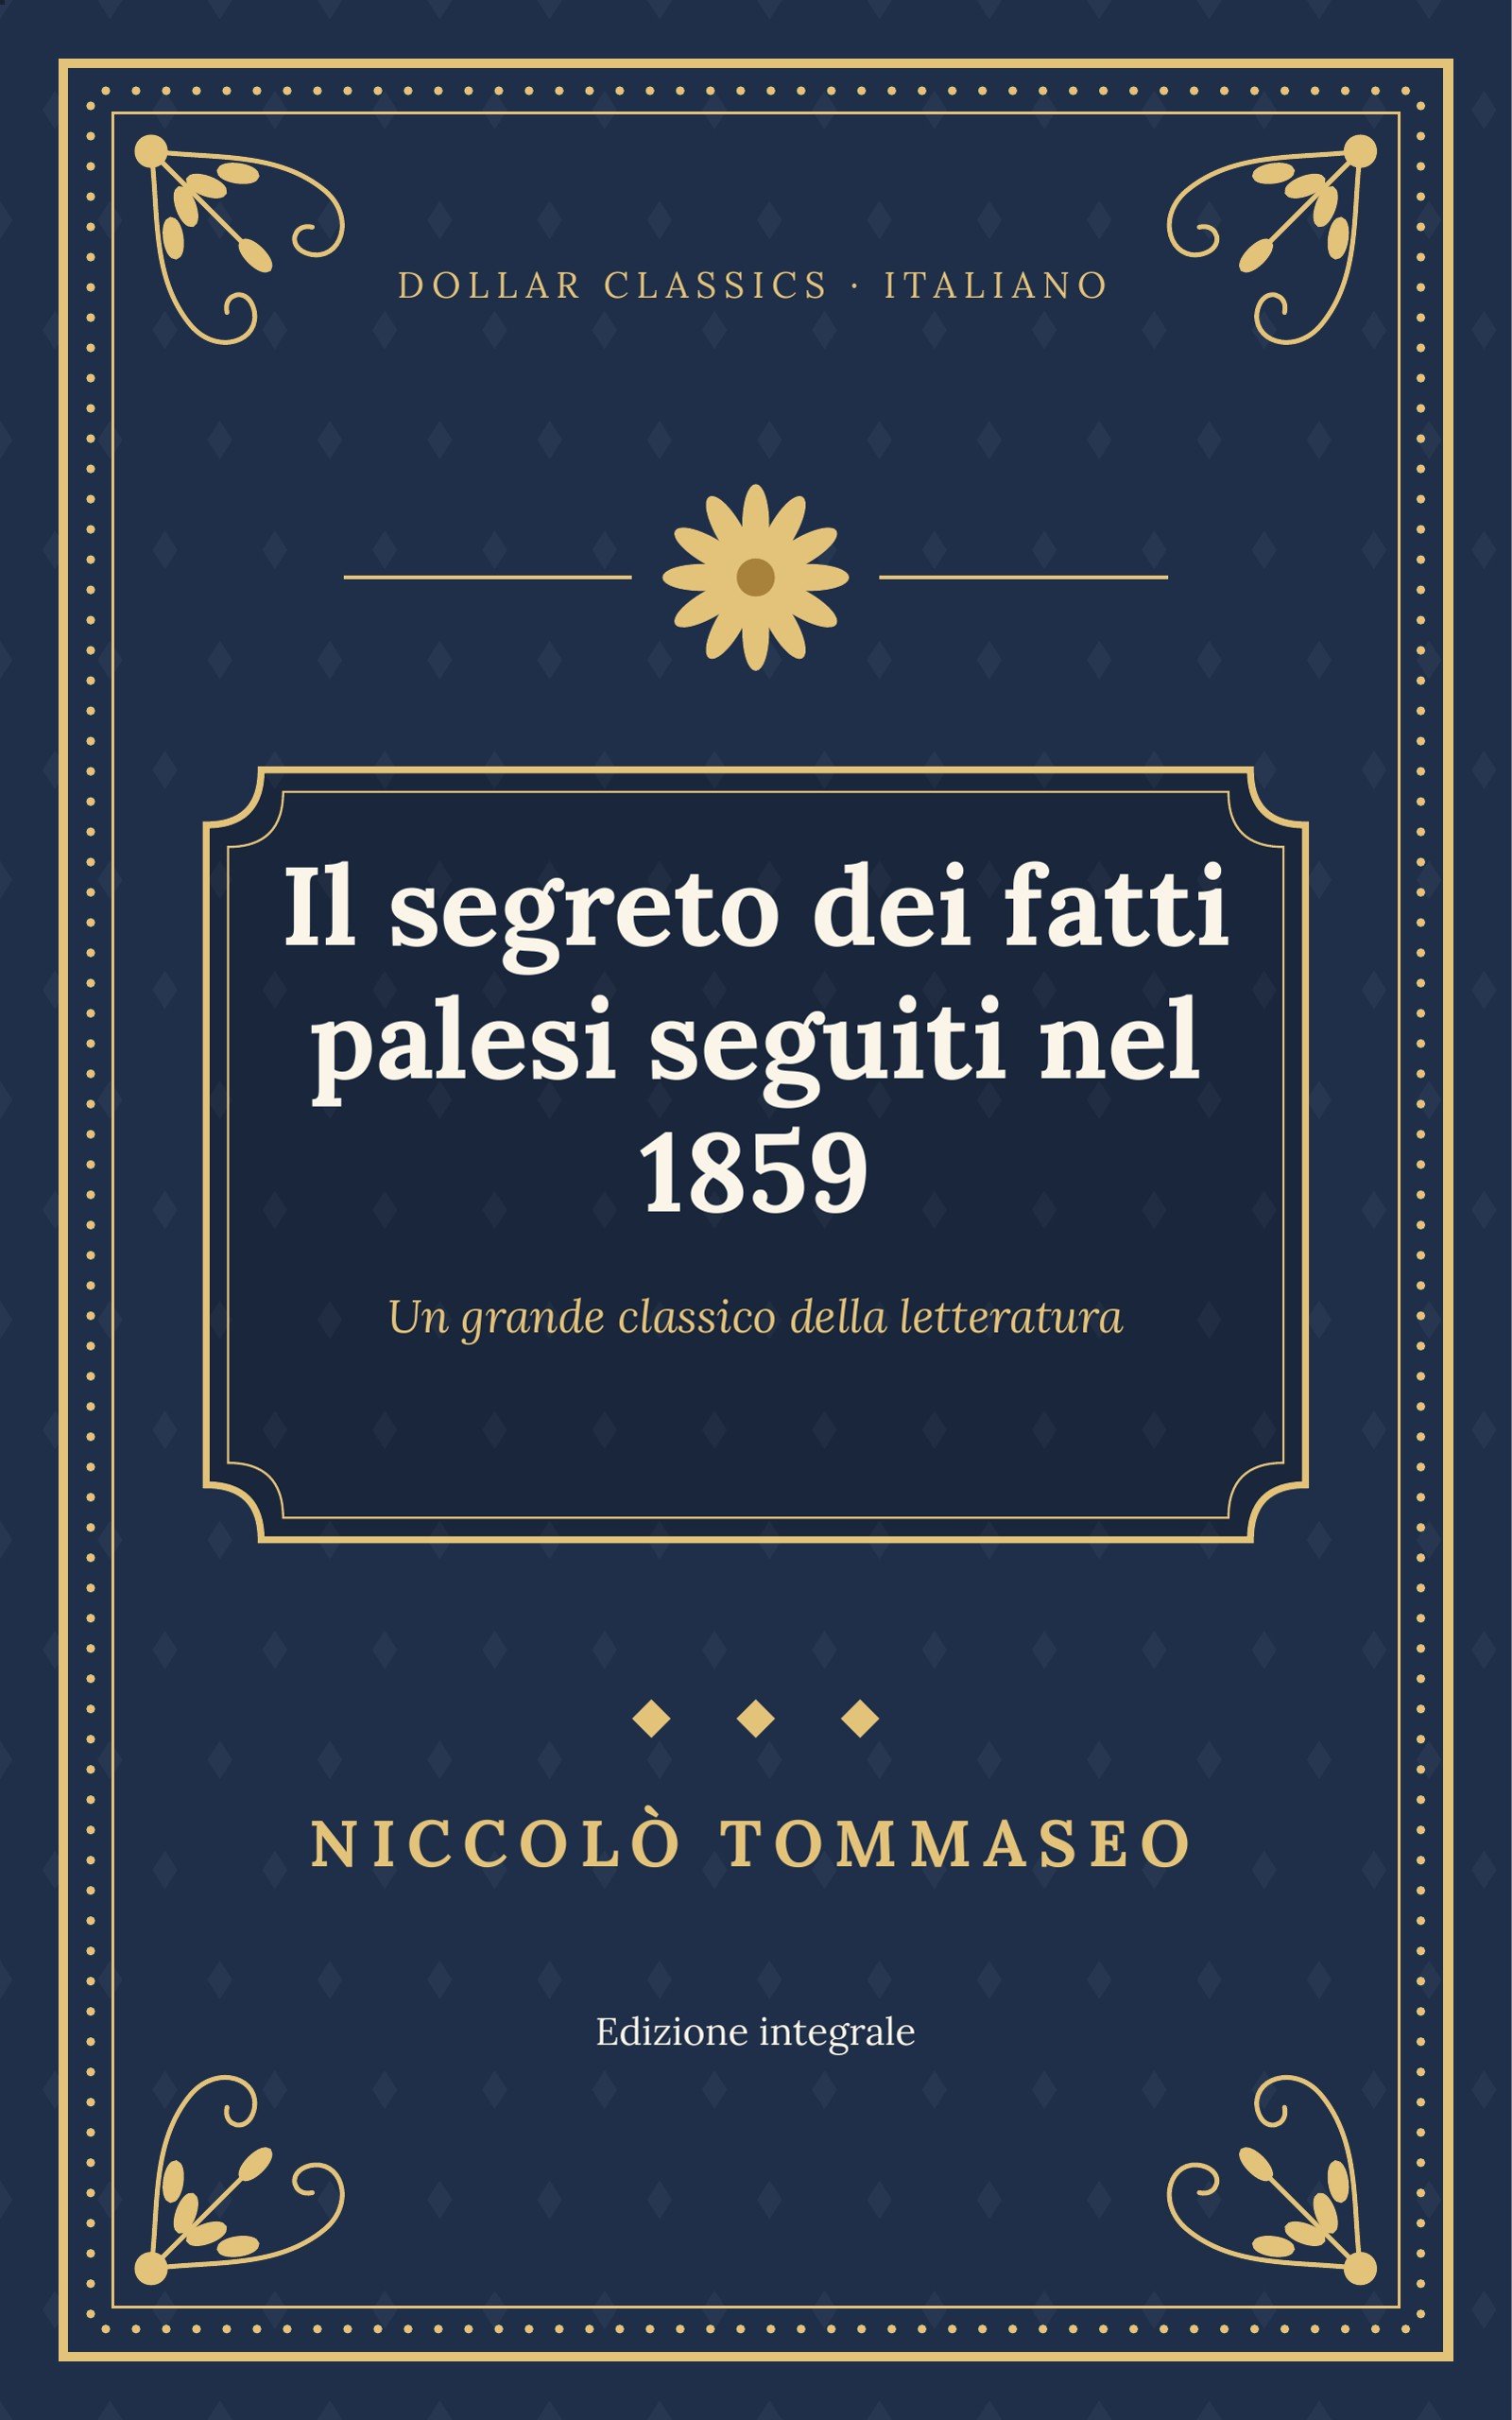 DOLLAR CLASSICS · ITALIANO
Il segreto dei fatti
palesi seguiti nel
1859
Un grande classico della letteratura
NICCOLÒ TOMMASEO
Edizione integrale